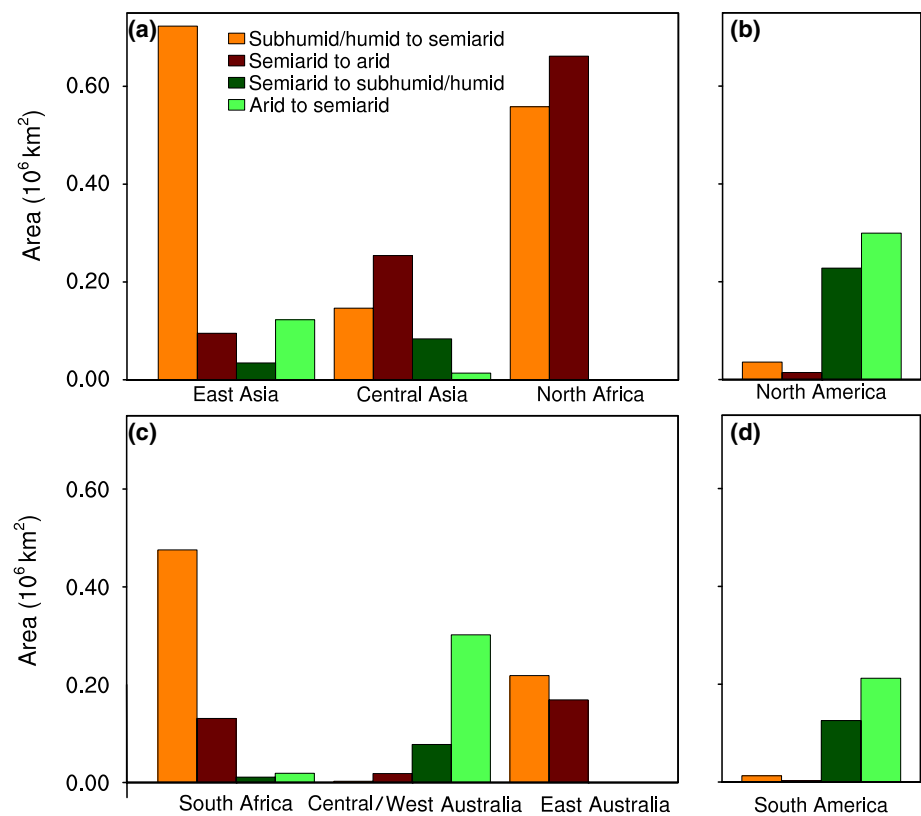 (a)
Subhumid/humid to semiarid
Semiarid to arid
Semiarid to subhumid/humid
Arid to semiarid
Area (10⁶ km²)
0.60
0.40
0.20
0.00
East Asia
Central Asia
North Africa
(b)
North America
(c)
Area (10⁶ km²)
0.60
0.40
0.20
0.00
South Africa
Central/West Australia
East Australia
(d)
South America